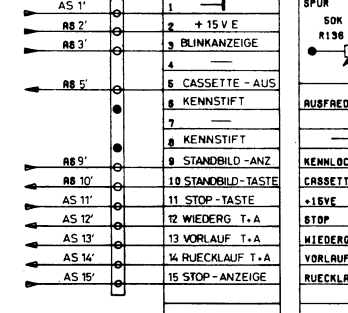 AS 1' 1
AS 2' 2 + 15 V E
AS 3' 3 BLINKANZEIGE
4 —
AS 5' 5 CASSETTE - AUS
6 KENNSTIFT
7 —
8 KENNSTIFT
AS 9' 9 STANDBILD - ANZ
AS 10' 10 STANDBILD - TASTE
AS 11' 11 STOP - TASTE
AS 12' 12 WIEDERG T+A
AS 13' 13 VORLAUF T+A
AS 14' 14 RUECKLAUF T+A
AS 15' 15 STOP - ANZEIGE
SPUR
50K
R136
AUSFAED
KENNLOC
CASSETT
+15VE
STOP
WIEDERG
VORLAUF
RUECKLA